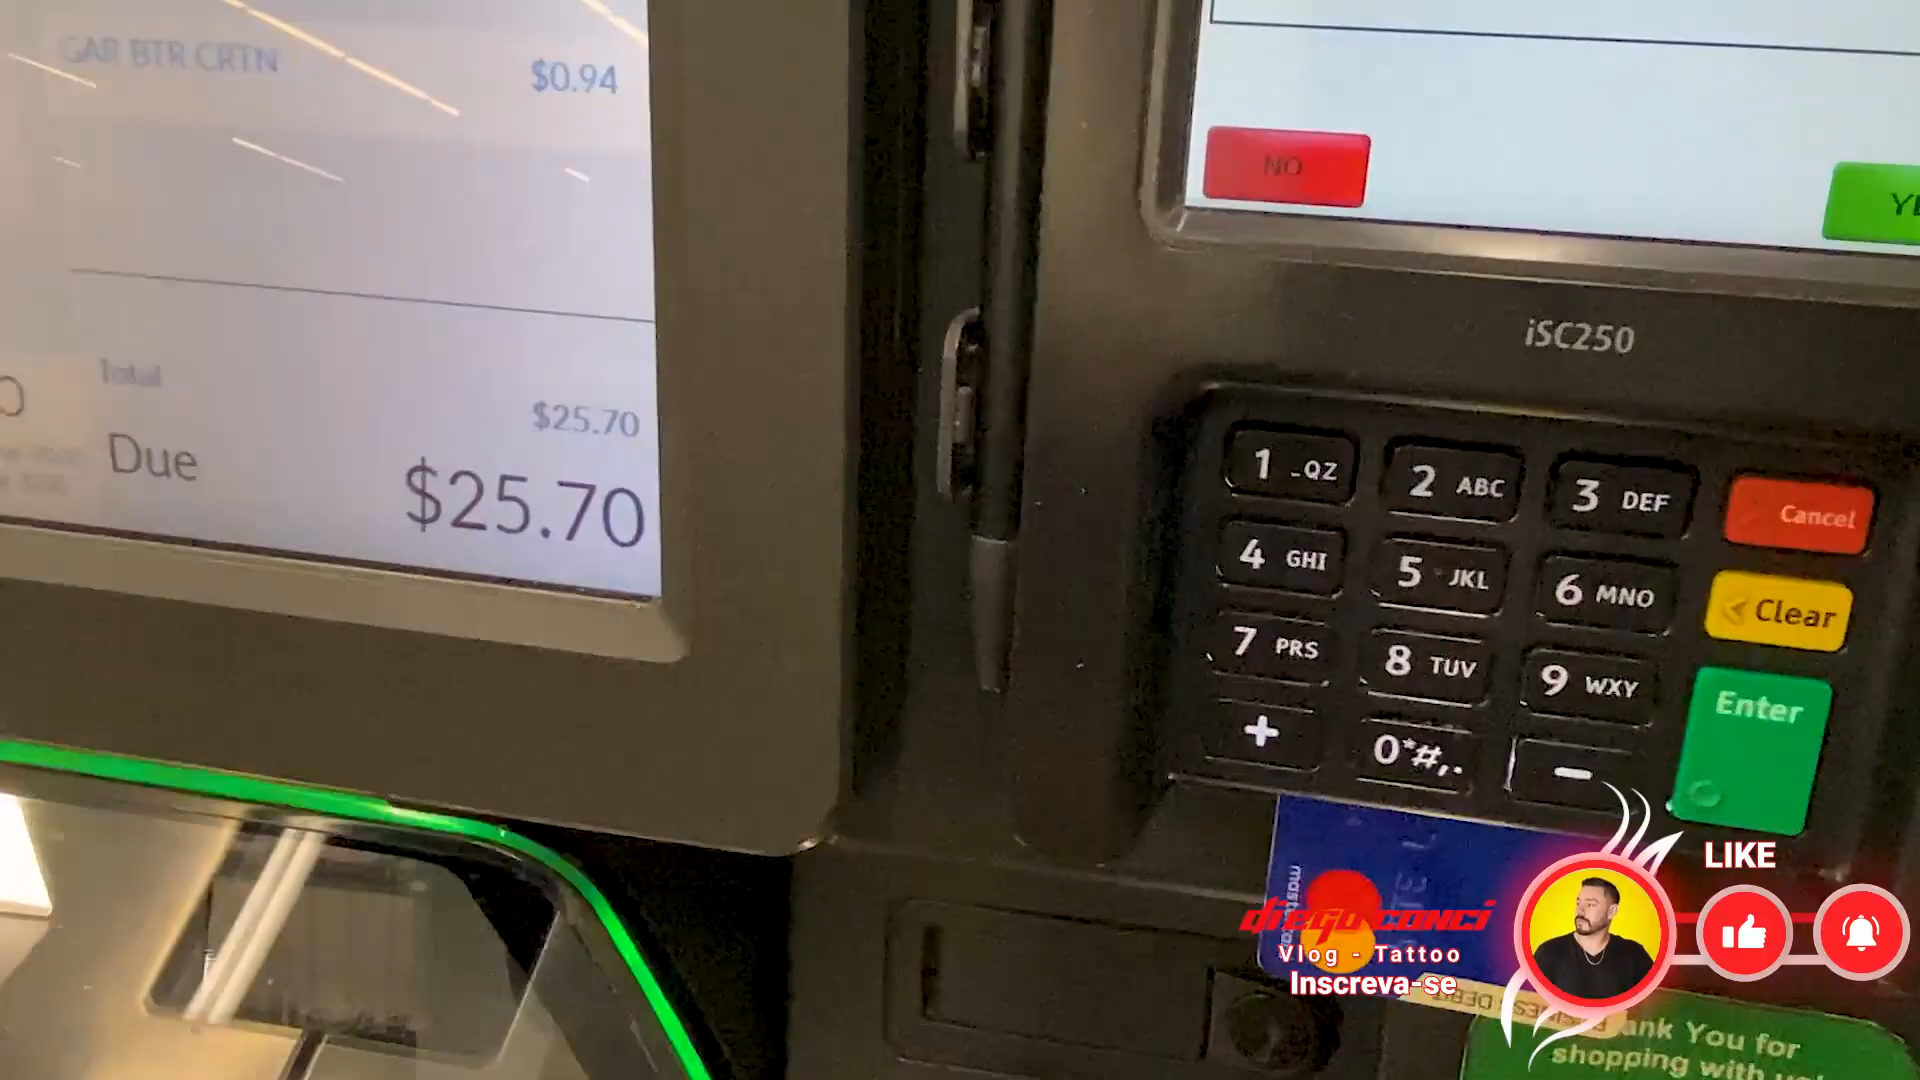 GAR BTR CRTN
$0.94
Total
$25.70
Due
$25.70
NO
iSC250
1 -QZ
2 ABC
3 DEF
Cancel
4 GHI
5 JKL
6 MNO
< Clear
7 PRS
8 TUV
9 WXY
Enter
+
0*#,.
-
LIKE
diego conci
Vlog - Tattoo
Inscreva-se
DEBIT
You for
shopping with